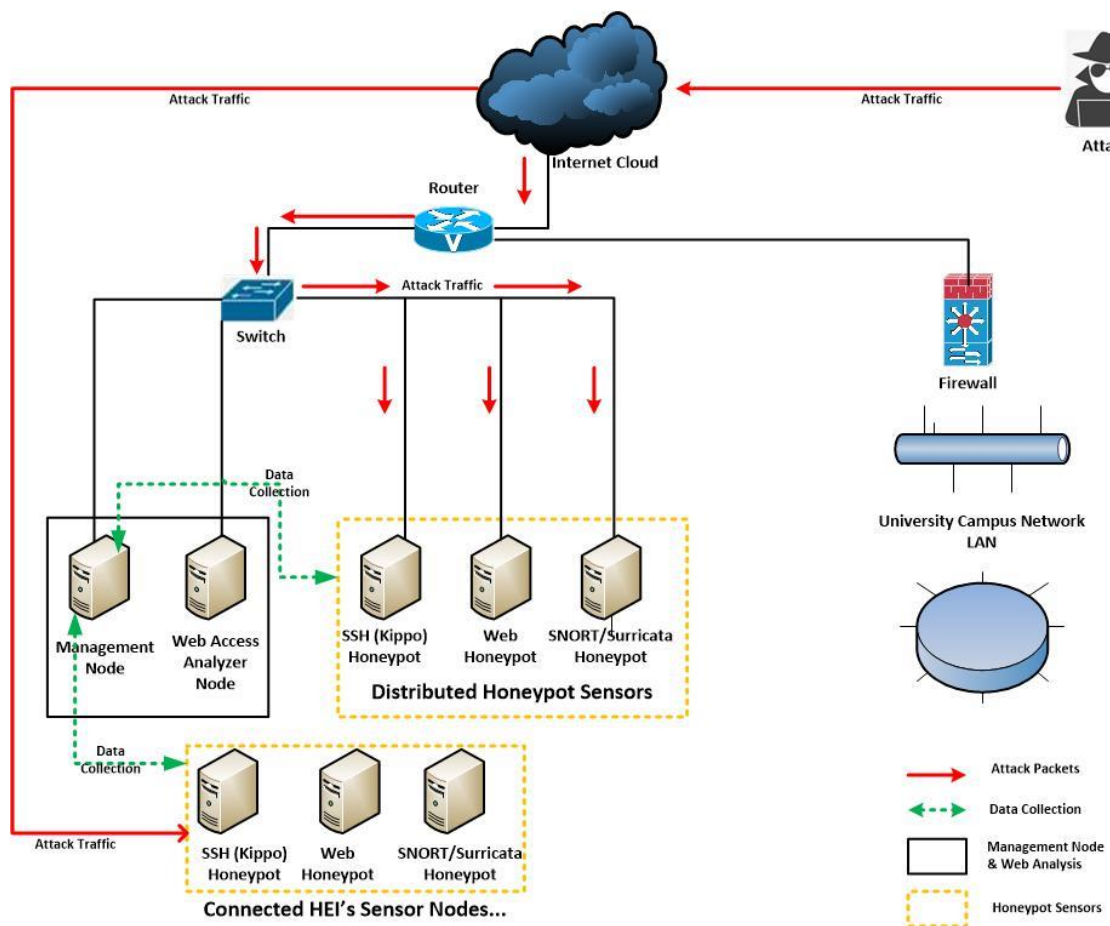 Attack Traffic
Attack Traffic
Internet Cloud
Atta
Router
V
Attack Traffic
Switch
Firewall
Data
Collection
University Campus Network
LAN
Management
Node
Web Access
Analyzer
Node
SSH (Kippo)
Honeypot
Web
Honeypot
SNORT/Surricata
Honeypot
Distributed Honeypot Sensors
Data
Collection
Attack Traffic
SSH (Kippo)
Honeypot
Web
Honeypot
SNORT/Surricata
Honeypot
Connected HEI's Sensor Nodes...
Attack Packets
Data Collection
Management Node
& Web Analysis
Honeypot Sensors